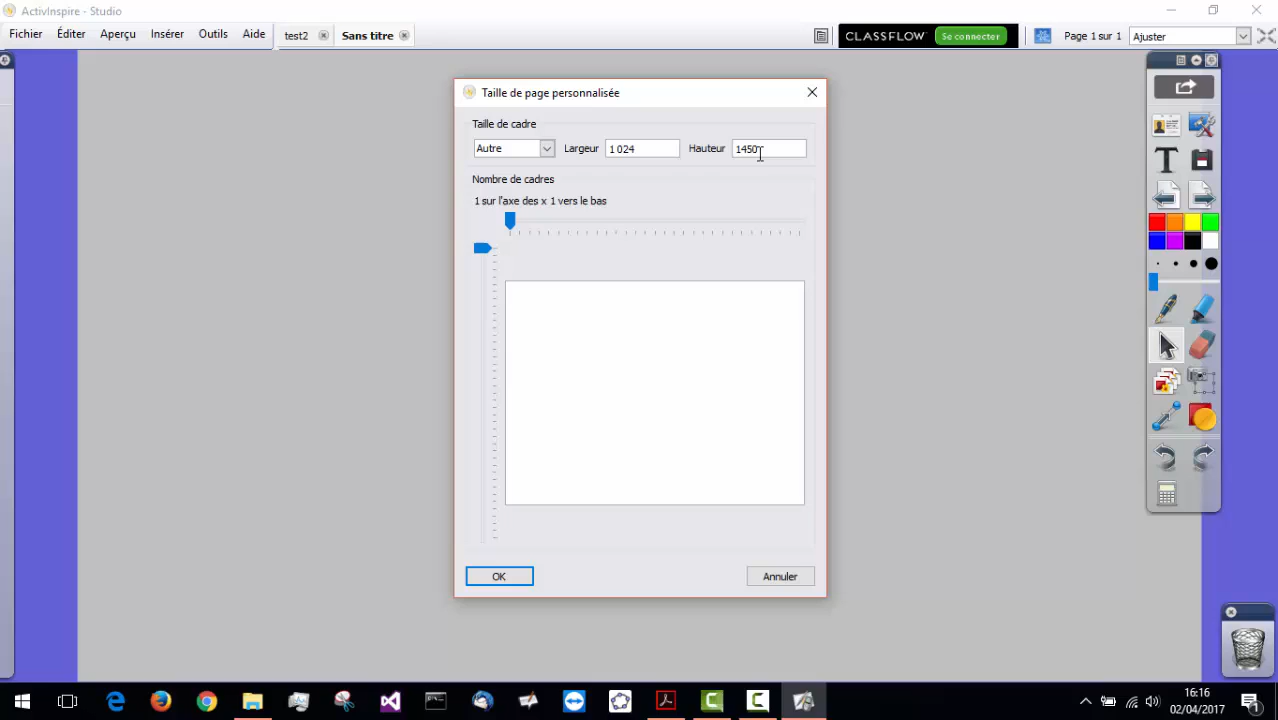 ActivInspire - Studio
Fichier Éditer Aperçu Insérer Outils Aide test2 Sans titre CLASSFLOW Se connecter Page 1 sur 1 Ajuster
Taille de page personnalisée
Taille de cadre
Autre Largeur 1 024 Hauteur 1450
Nombre de cadres
1 sur l'axe des x 1 vers le bas
OK Annuler
16:16
02/04/2017